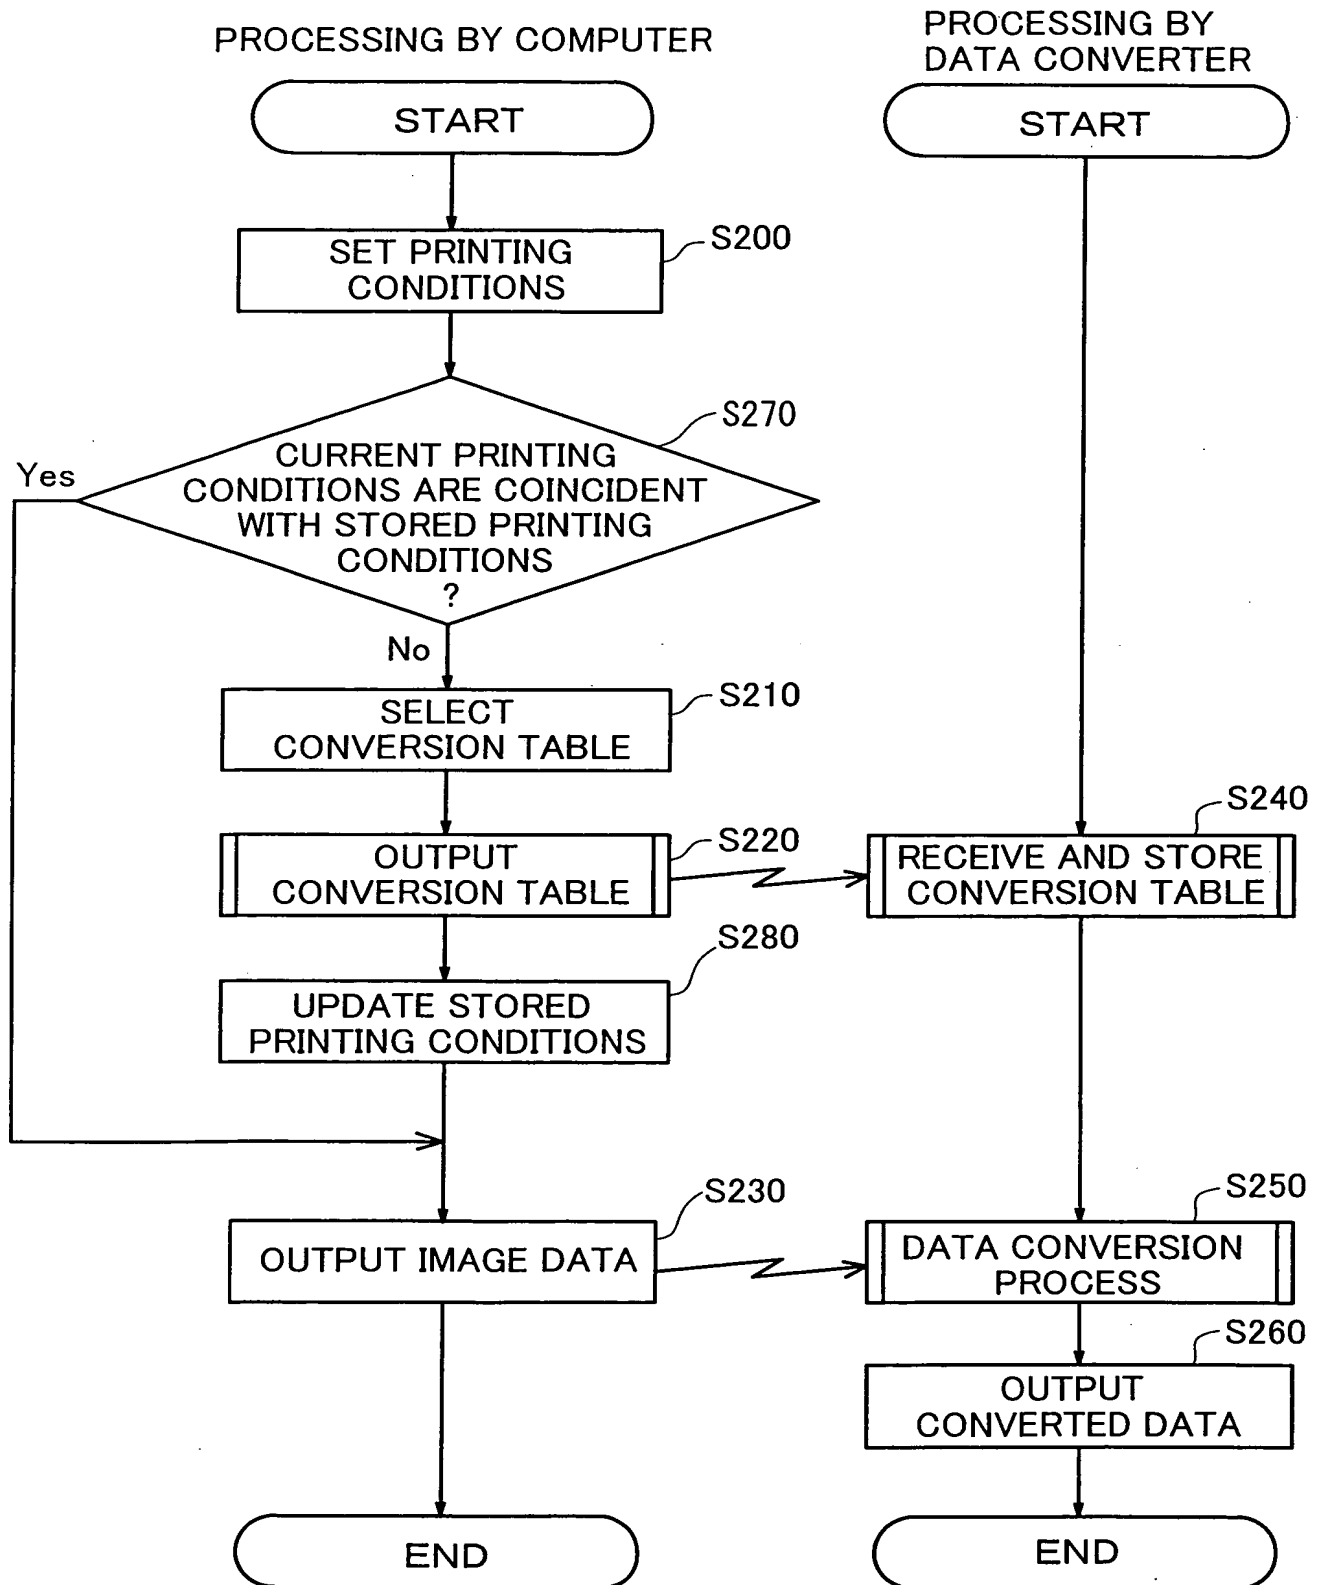 PROCESSING BY COMPUTER
START
SET PRINTING
CONDITIONS
S200
CURRENT PRINTING
CONDITIONS ARE COINCIDENT
WITH STORED PRINTING
CONDITIONS
?
S270
Yes
No
SELECT
CONVERSION TABLE
S210
OUTPUT
CONVERSION TABLE
S220
UPDATE STORED
PRINTING CONDITIONS
S280
OUTPUT IMAGE DATA
S230
END
PROCESSING BY
DATA CONVERTER
START
RECEIVE AND STORE
CONVERSION TABLE
S240
DATA CONVERSION
PROCESS
S250
OUTPUT
CONVERTED DATA
S260
END